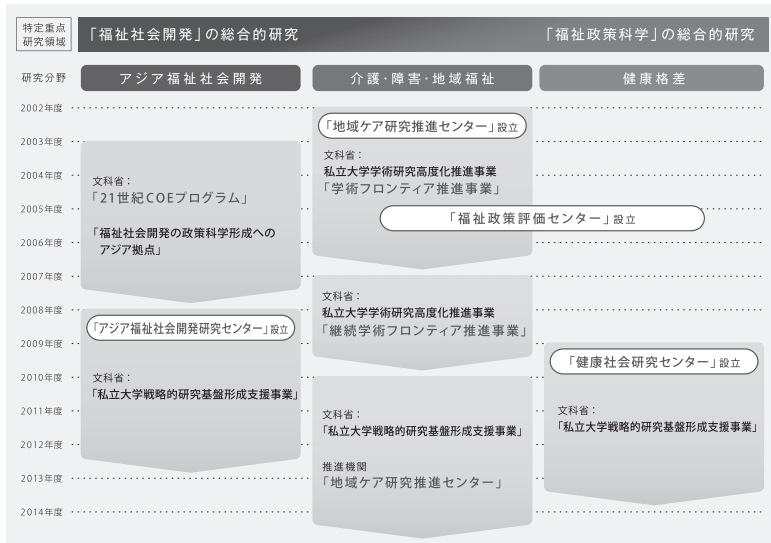 特定重点
研究領域
「福祉社会開発」の総合的研究
「福祉政策科学」の総合的研究
研究分野
アジア福祉社会開発
介護・障害・地域福祉
健康格差
2002年度
2003年度
2004年度
2005年度
2006年度
2007年度
2008年度
2009年度
2010年度
2011年度
2012年度
2013年度
2014年度
文科省：
「21世紀COEプログラム」
「福祉社会開発の政策科学形成への
アジア拠点」
「アジア福祉社会開発研究センター」設立
文科省：
「私立大学戦略的研究基盤形成支援事業」
「地域ケア研究推進センター」設立
文科省：
私立大学学術研究高度化推進事業
「学術フロンティア推進事業」
「福祉政策評価センター」設立
文科省：
私立大学学術研究高度化推進事業
「継続学術フロンティア推進事業」
文科省：
「私立大学戦略的研究基盤形成支援事業」
推進機関
「地域ケア研究推進センター」
「健康社会研究センター」設立
文科省：
「私立大学戦略的研究基盤形成支援事業」